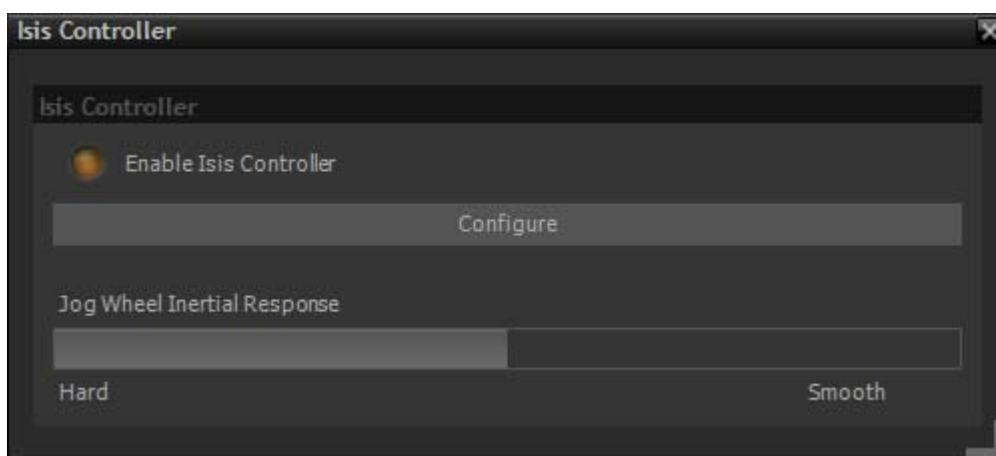 Isis Controller
Isis Controller
Enable Isis Controller
Configure
Jog Wheel Inertial Response
Hard Smooth